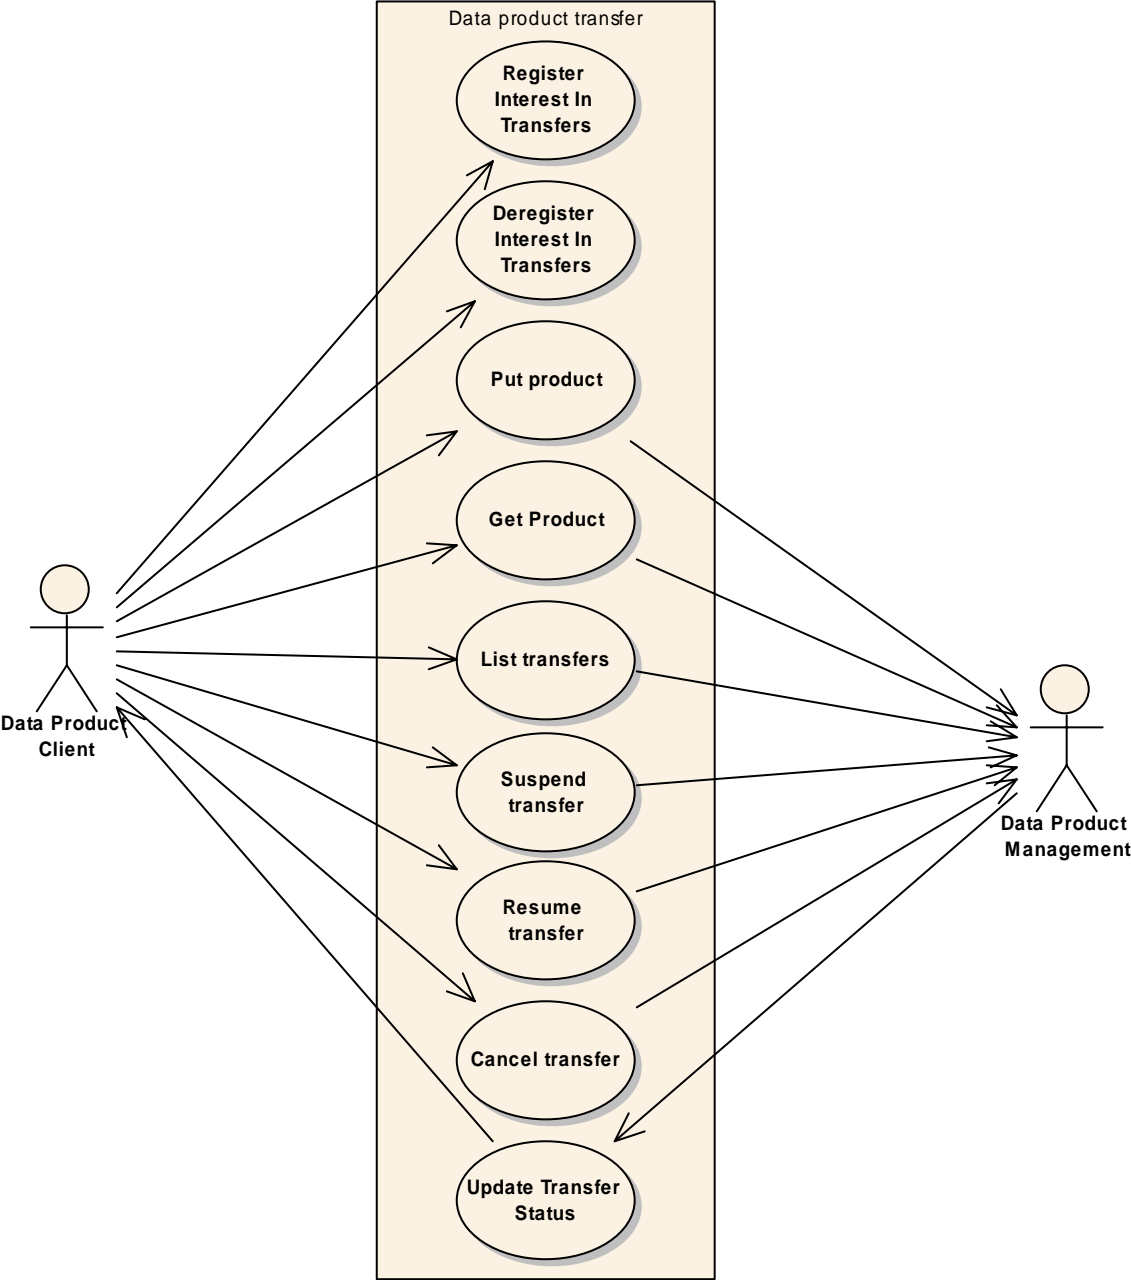 Data product transfer
Register
Interest In
Transfers
Deregister
Interest In
Transfers
Put product
Get Product
List transfers
Suspend
transfer
Resume
transfer
Cancel transfer
Update Transfer
Status
Data Product
Client
Data Product
Management